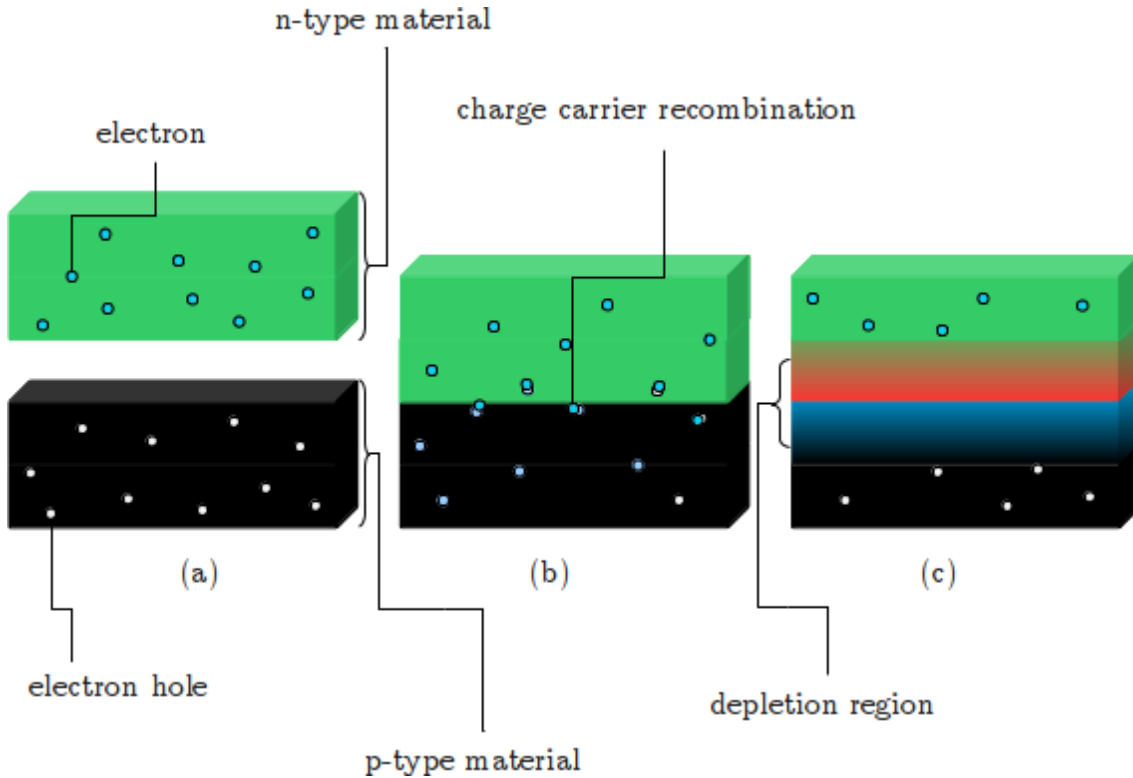 n-type material
charge carrier recombination
electron
(a)
(b)
(c)
electron hole
depletion region
p-type material